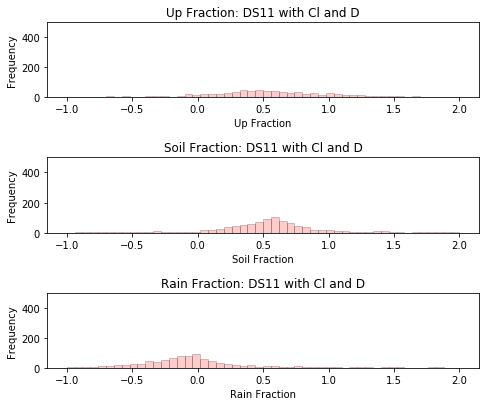 Up Fraction: DS11 with Cl and D
Frequency
400
200
0
-1.0 -0.5 0.0 0.5 1.0 1.5 2.0
Up Fraction
Soil Fraction: DS11 with Cl and D
Frequency
400
200
0
-1.0 -0.5 0.0 0.5 1.0 1.5 2.0
Soil Fraction
Rain Fraction: DS11 with Cl and D
Frequency
400
200
0
-1.0 -0.5 0.0 0.5 1.0 1.5 2.0
Rain Fraction